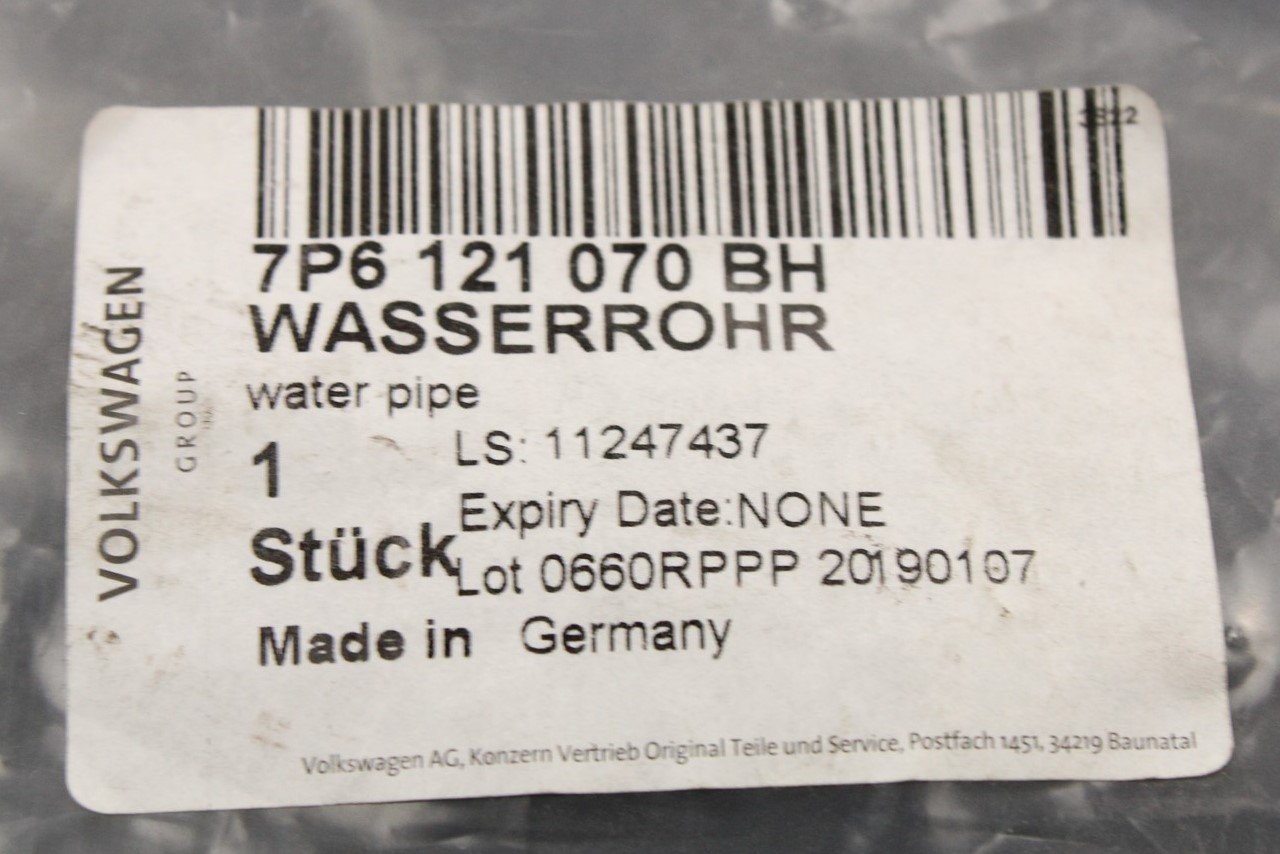 7P6 121 070 BH
WASSERROHR
water pipe
1
Stück
LS: 11247437
Expiry Date:NONE
Lot 0660RPPP 20190107
Made in Germany
Volkswagen AG, Konzern Vertrieb Original Teile und Service, Postfach 1451, 34219 Baunatal
VOLKSWAGEN
GROUP